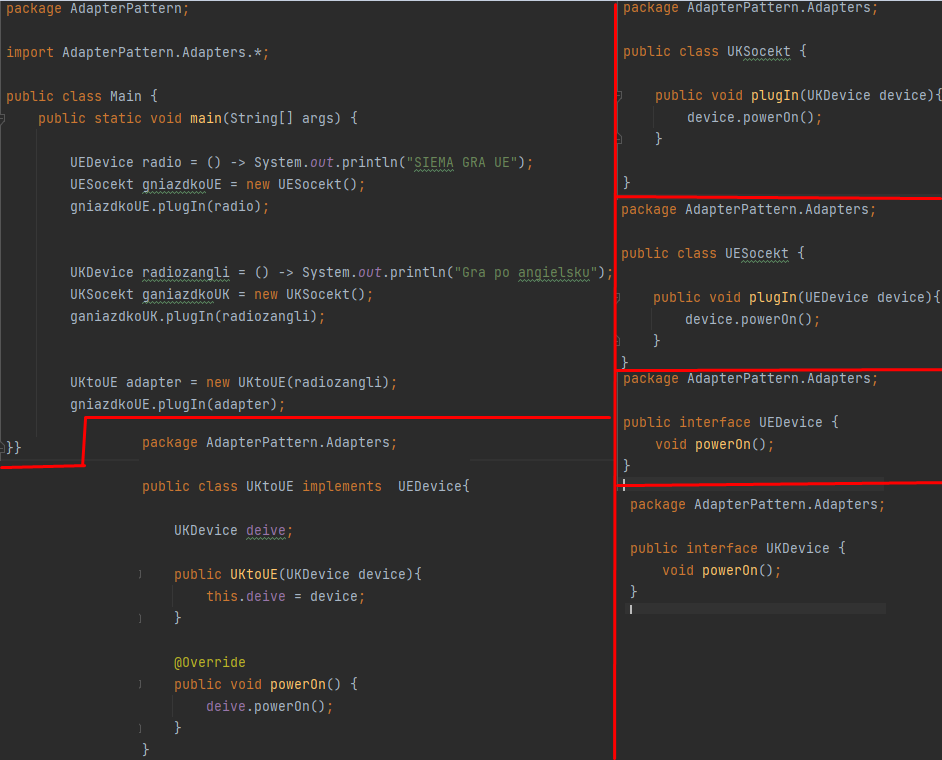 package AdapterPattern;
import AdapterPattern.Adapters.*;
public class Main {
public static void main(String[] args) {
UEDevice radio = () -> System.out.println("SIEMA GRA UE");
UESocekt gniazdkoUE = new UESocekt();
gniazdkoUE.plugIn(radio);
UKDevice radiozangli = () -> System.out.println("Gra po angielsku");
UKSocekt ganiazdkoUK = new UKSocekt();
ganiazdkoUK.plugIn(radiozangli);
UKtoUE adapter = new UKtoUE(radiozangli);
gniazdkoUE.plugIn(adapter);
}}
package AdapterPattern.Adapters;
public class UKtoUE implements  UEDevice{
UKDevice deive;
public UKtoUE(UKDevice device){
this.deive = device;
}
@Override
public void powerOn() {
deive.powerOn();
}
}
package AdapterPattern.Adapters;
public class UKSocekt {
public void plugIn(UKDevice device){
device.powerOn();
}
}
package AdapterPattern.Adapters;
public class UESocekt {
public void plugIn(UEDevice device){
device.powerOn();
}
}
package AdapterPattern.Adapters;
public interface UEDevice {
void powerOn();
}
package AdapterPattern.Adapters;
public interface UKDevice {
void powerOn();
}